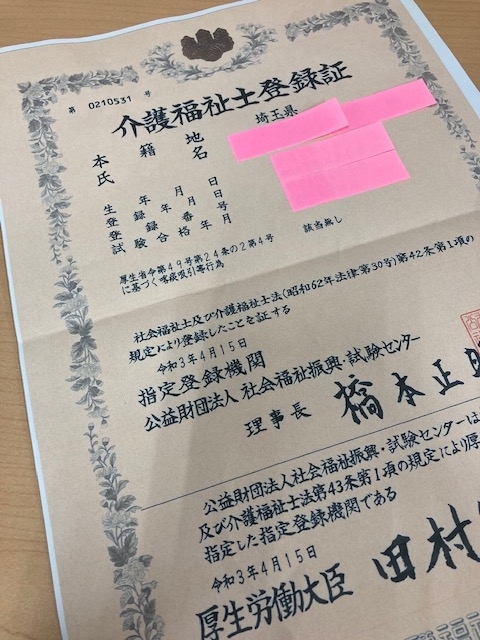 第 0210531 号
介護福祉士登録証
本籍地 埼玉県
氏名
生年月日
登録年月日
登録番号
試験合格年月
厚生省令第49号第24条の2第4号
に基づく喀痰吸引等行為 該当無し
社会福祉士及び介護福祉士法(昭和62年法律第30号)第42条第1項の
規定により登録したことを証する
令和3年4月15日
指定登録機関
公益財団法人 社会福祉振興・試験センター
理事長 橋本正
公益財団法人社会福祉振興・試験センターは
及び介護福祉士法第43条第1項の規定により厚
指定した指定登録機関である
令和3年4月15日
厚生労働大臣 田村